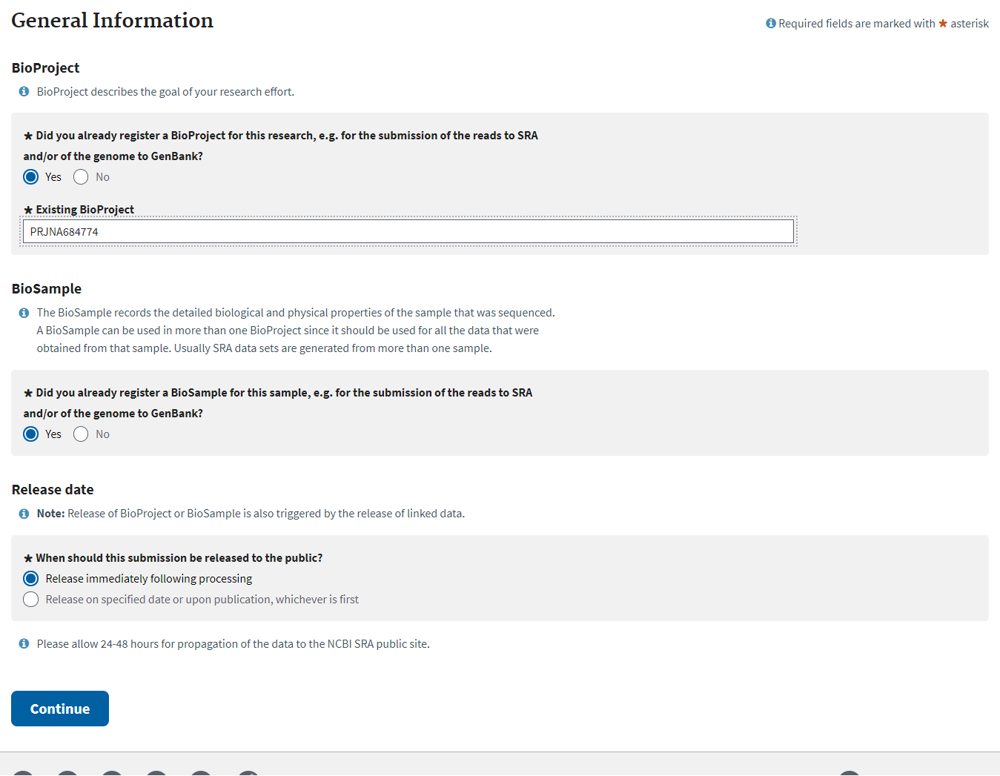 General Information
Required fields are marked with * asterisk
BioProject
BioProject describes the goal of your research effort.
* Did you already register a BioProject for this research, e.g. for the submission of the reads to SRA
and/or of the genome to GenBank?
Yes No
* Existing BioProject
PRJNA684774
BioSample
The BioSample records the detailed biological and physical properties of the sample that was sequenced.
A BioSample can be used in more than one BioProject since it should be used for all the data that were
obtained from that sample. Usually SRA data sets are generated from more than one sample.
* Did you already register a BioSample for this sample, e.g. for the submission of the reads to SRA
and/or of the genome to GenBank?
Yes No
Release date
Note: Release of BioProject or BioSample is also triggered by the release of linked data.
* When should this submission be released to the public?
Release immediately following processing
Release on specified date or upon publication, whichever is first
Please allow 24-48 hours for propagation of the data to the NCBI SRA public site.
Continue